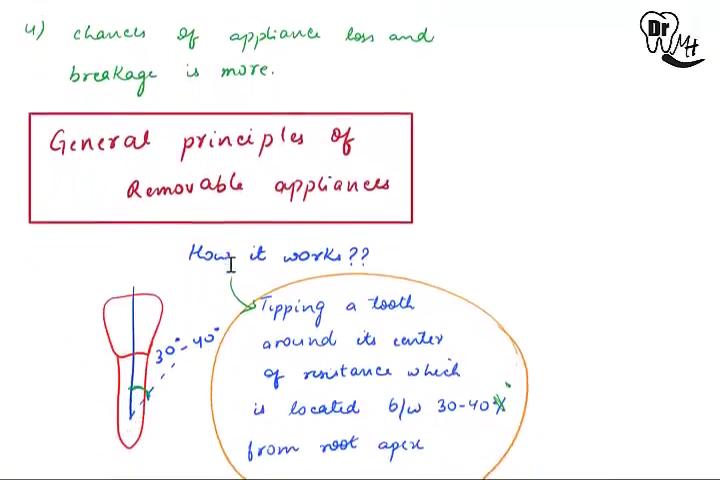 4) chances of appliance loss and
breakage is more.
Dr
MH
General principles of
Removable appliances
How it works??
Tipping a tooth
around its center
of resistance which
is located b/w 30-40°
from root apex
30°-40°